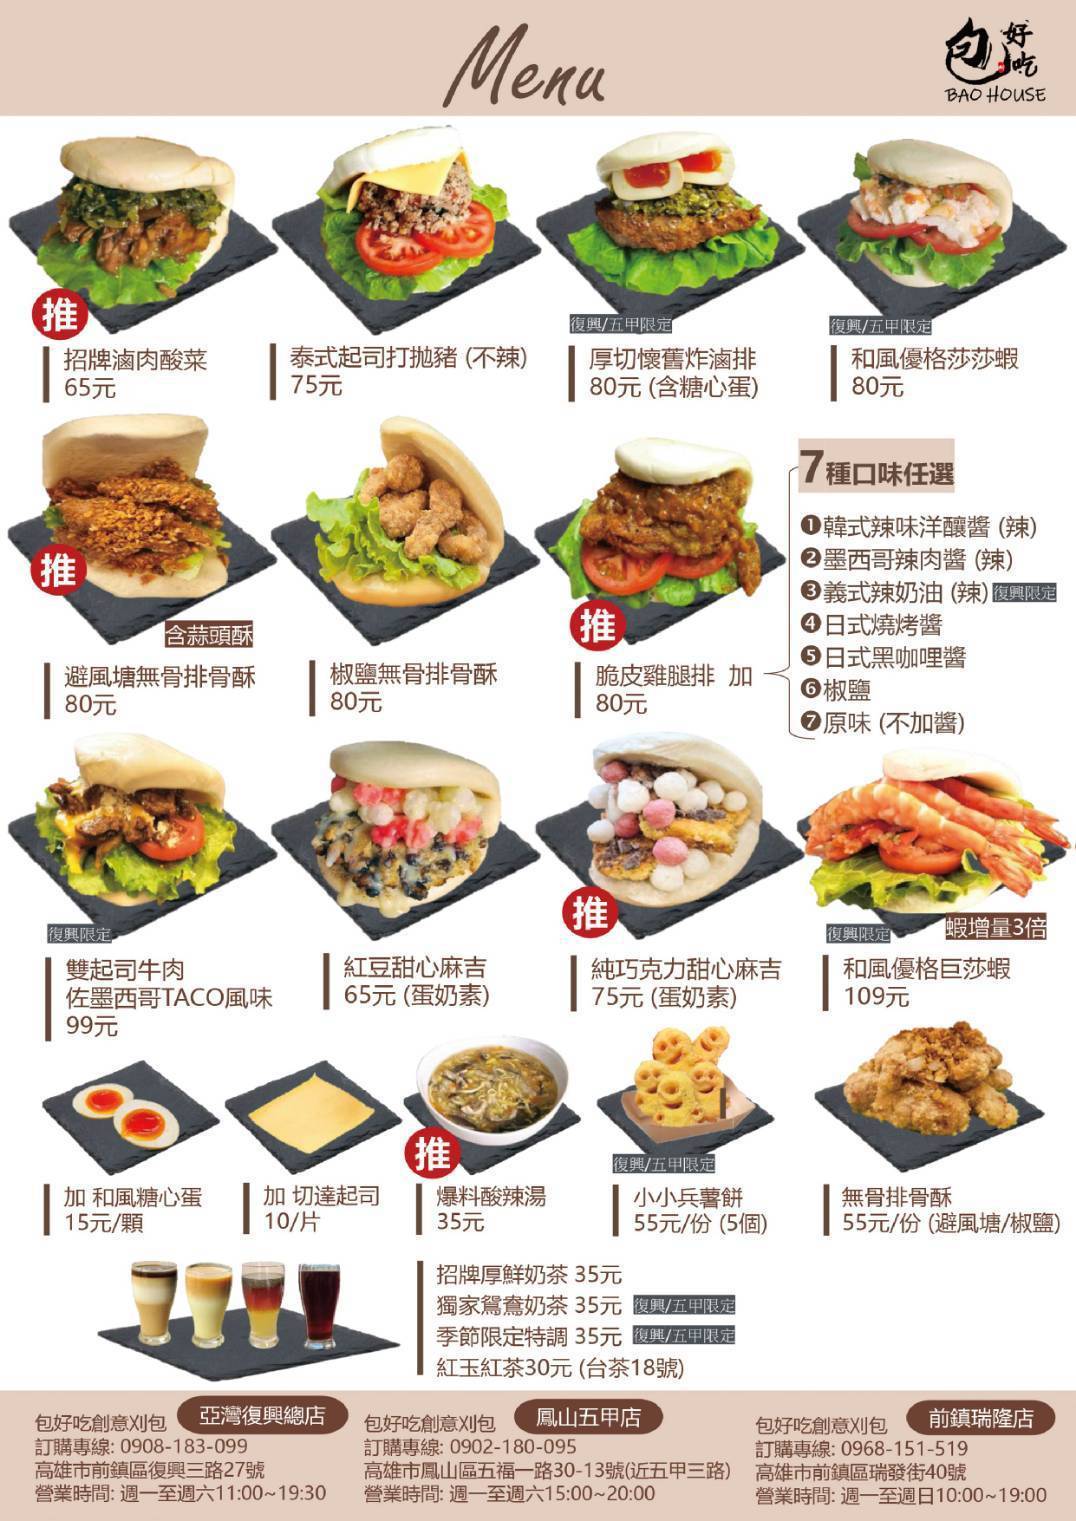 Menu
包好吃
BAO HOUSE
推
招牌滷肉酸菜
65元
泰式起司打拋豬 (不辣)
75元
復興/五甲限定
厚切懷舊炸滷排
80元 (含糖心蛋)
復興/五甲限定
和風優格莎莎蝦
80元
推
含蒜頭酥
避風塘無骨排骨酥
80元
椒鹽無骨排骨酥
80元
推
脆皮雞腿排 加
80元
7種口味任選
❶韓式辣味洋釀醬 (辣)
❷墨西哥辣肉醬 (辣)
❸義式辣奶油 (辣) 復興限定
❹日式燒烤醬
❺日式黑咖哩醬
❻椒鹽
❼原味 (不加醬)
復興限定
雙起司牛肉
佐墨西哥TACO風味
99元
紅豆甜心麻吉
65元 (蛋奶素)
推
純巧克力甜心麻吉
75元 (蛋奶素)
復興限定
蝦增量3倍
和風優格巨莎蝦
109元
加 和風糖心蛋
15元/顆
加 切達起司
10/片
推
爆料酸辣湯
35元
復興/五甲限定
小小兵薯餅
55元/份 (5個)
無骨排骨酥
55元/份 (避風塘/椒鹽)
招牌厚鮮奶茶 35元
獨家鴛鴦奶茶 35元 復興/五甲限定
季節限定特調 35元 復興/五甲限定
紅玉紅茶30元 (台茶18號)
包好吃創意刈包 亞灣復興總店
訂購專線: 0908-183-099
高雄市前鎮區復興三路27號
營業時間: 週一至週六11:00~19:30
包好吃創意刈包 鳳山五甲店
訂購專線: 0902-180-095
高雄市鳳山區五福一路30-13號(近五甲三路)
營業時間: 週一至週六15:00~20:00
包好吃創意刈包 前鎮瑞隆店
訂購專線: 0968-151-519
高雄市前鎮區瑞發街40號
營業時間: 週一至週日10:00~19:00